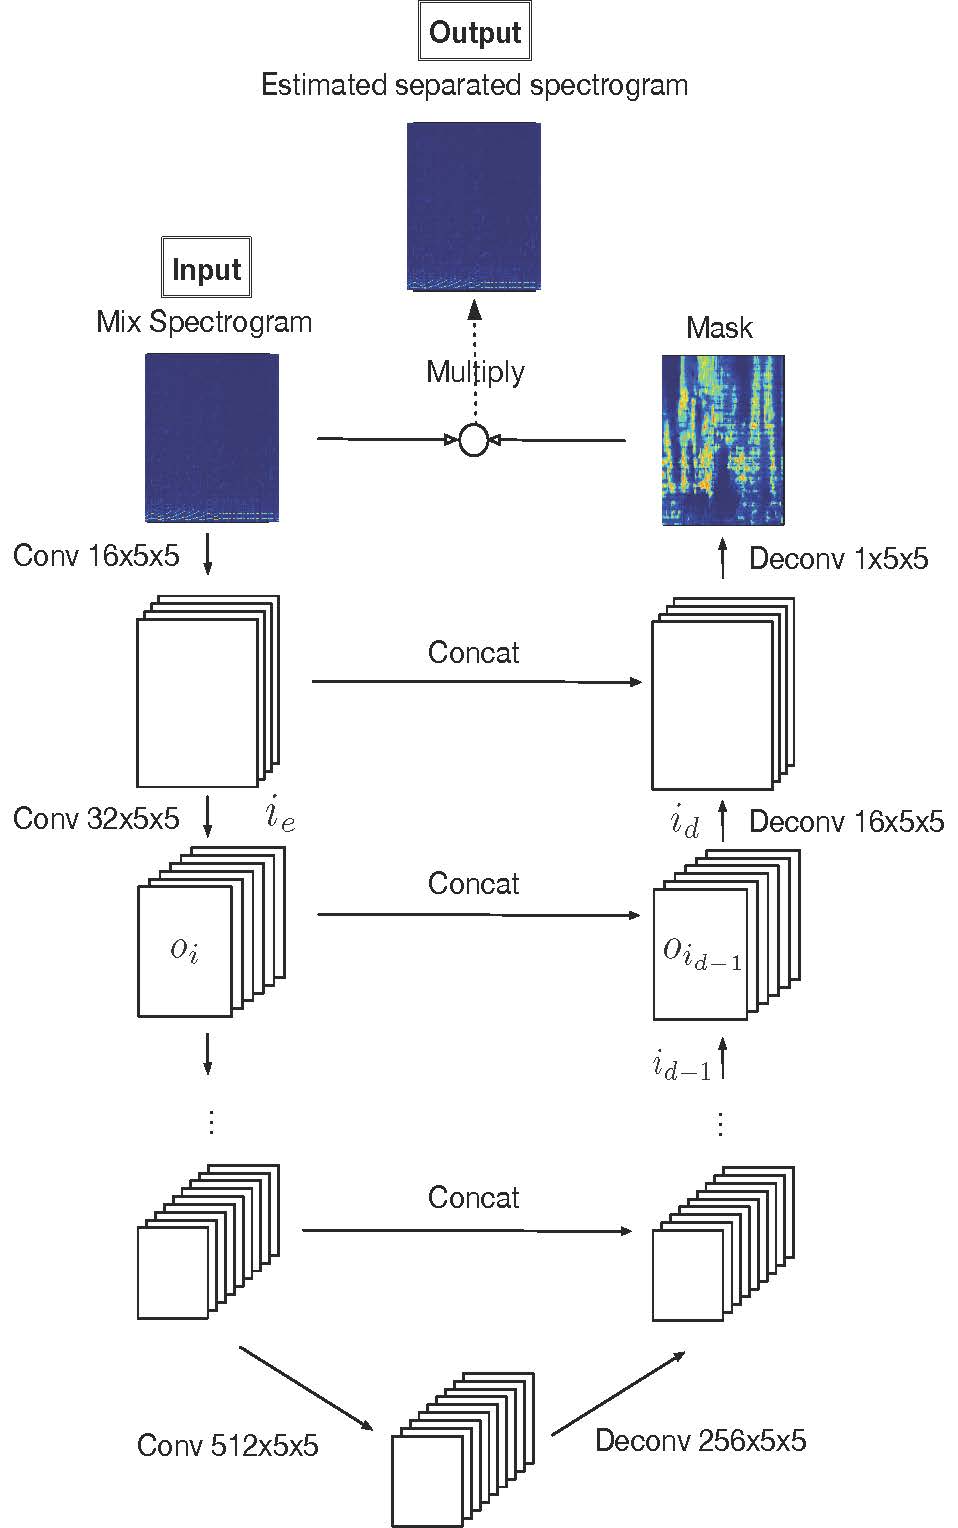 Output
Estimated separated spectrogram
Input
Mix Spectrogram
Mask
Multiply
Conv 16x5x5
Deconv 1x5x5
Concat
Conv 32x5x5
i_e
i_d
Deconv 16x5x5
Concat
o_i
o_{i_{d-1}}
i_{d-1}
⋮
⋮
Concat
Conv 512x5x5
Deconv 256x5x5